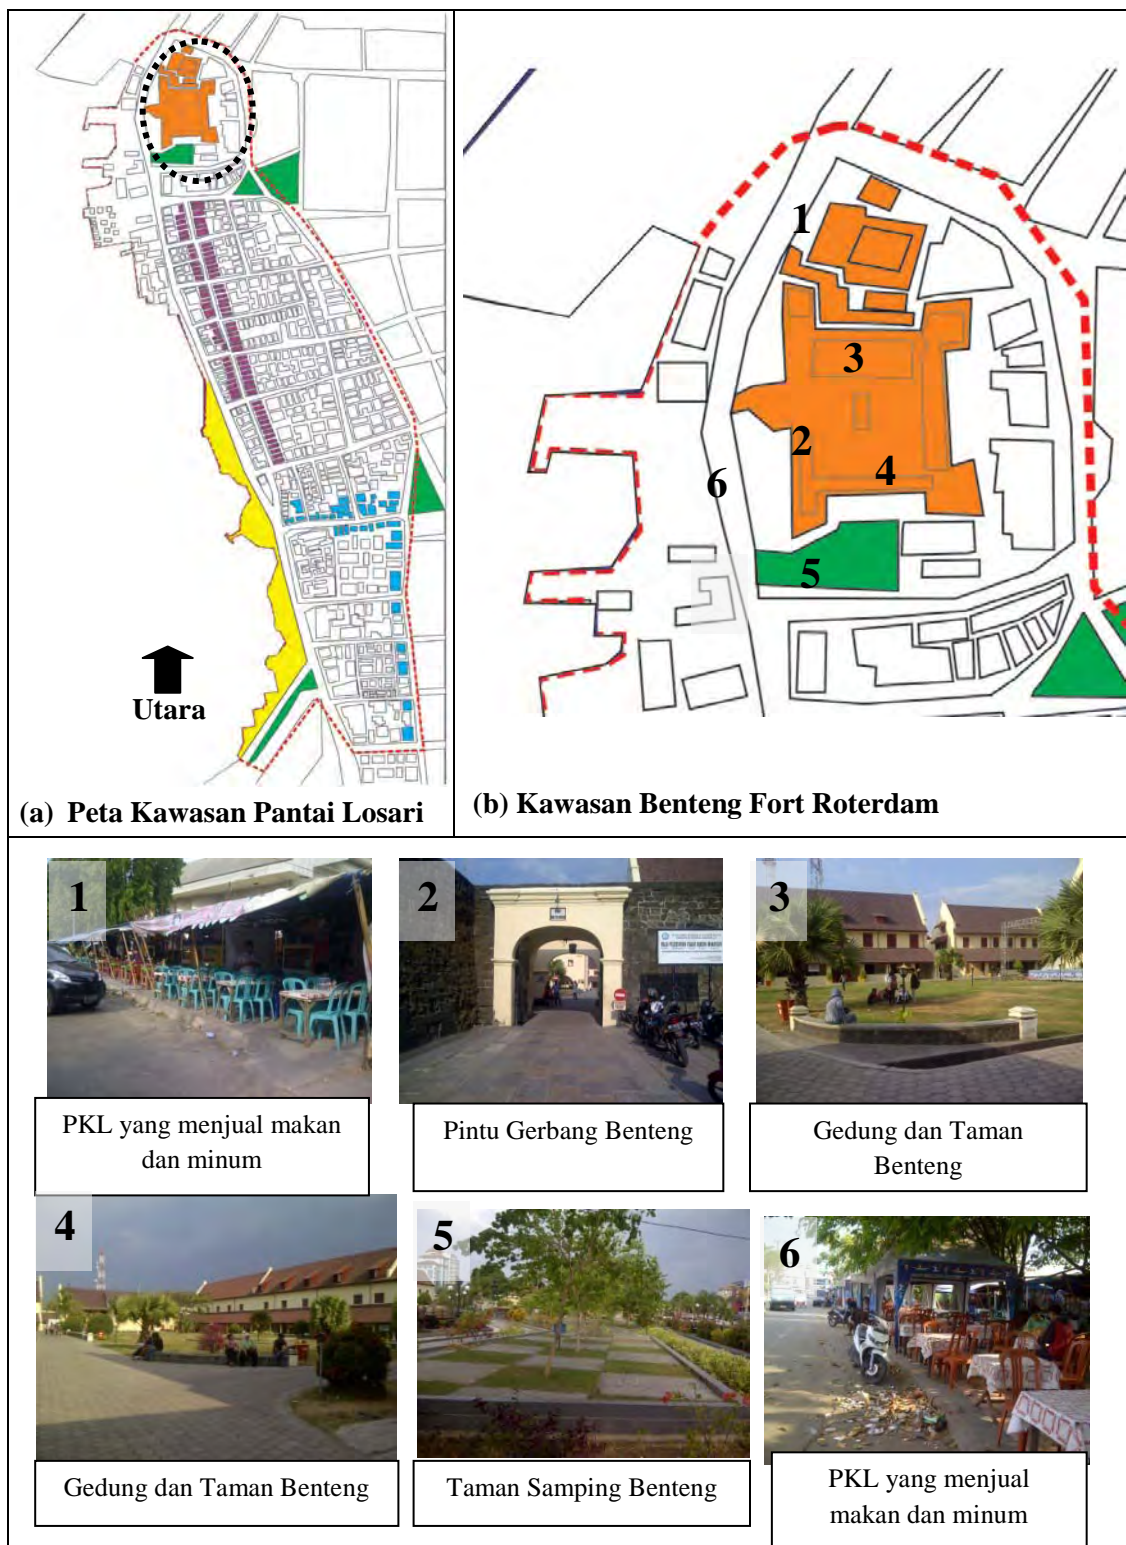 Utara
(a) Peta Kawasan Pantai Losari
1
2
3
4
5
6
(b) Kawasan Benteng Fort Roterdam
1
PKL yang menjual makan
dan minum
2
Pintu Gerbang Benteng
3
Gedung dan Taman
Benteng
4
Gedung dan Taman Benteng
5
Taman Samping Benteng
6
PKL yang menjual
makan dan minum